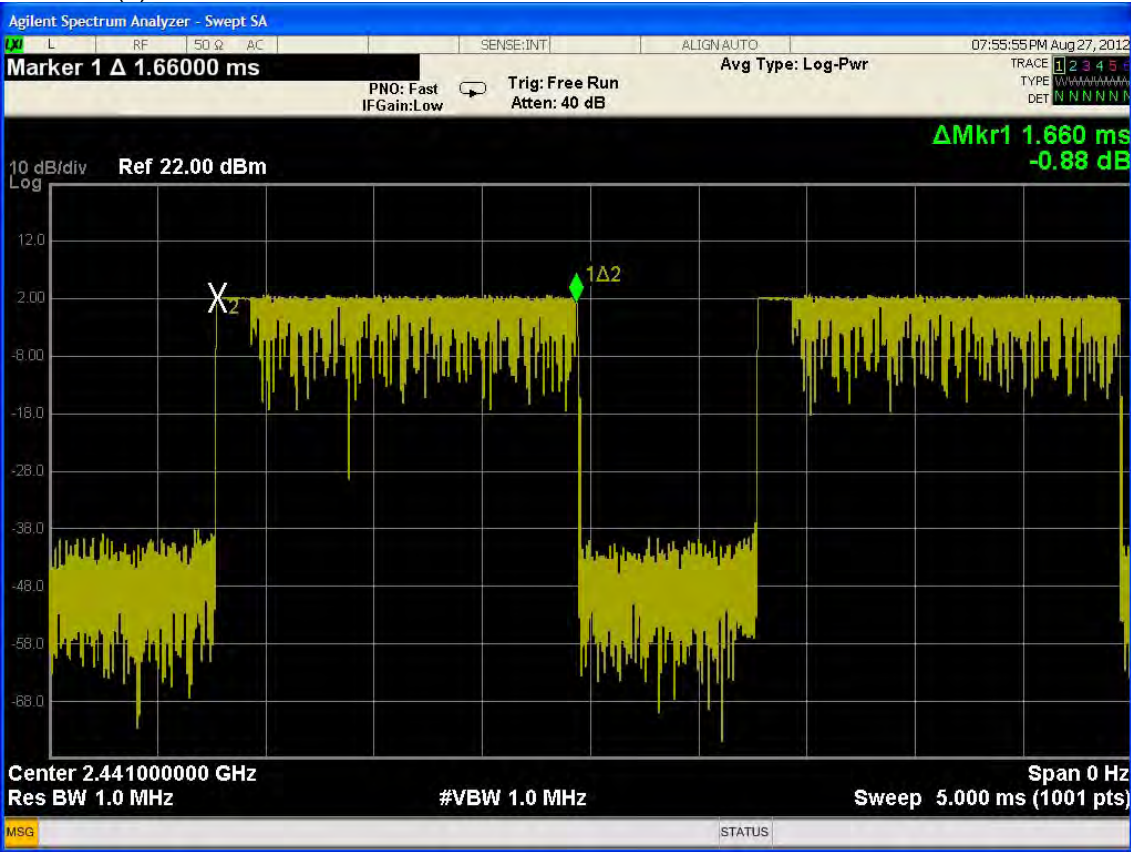 Agilent Spectrum Analyzer - Swept SA
LXI L RF 50 Ω AC SENSE:INT ALIGN AUTO 07:55:55 PM Aug 27, 2012
Marker 1 Δ 1.66000 ms
PNO: Fast
IFGain:Low
Trig: Free Run
Atten: 40 dB
Avg Type: Log-Pwr
TRACE 1 2 3 4 5 6
TYPE
DET N N N N N
ΔMkr1 1.660 ms
-0.88 dB
10 dB/div Ref 22.00 dBm
Log
12.0
2.00
-8.00
-18.0
-28.0
-38.0
-48.0
-58.0
-68.0
X2
1Δ2
Center 2.441000000 GHz Span 0 Hz
Res BW 1.0 MHz #VBW 1.0 MHz Sweep 5.000 ms (1001 pts)
MSG STATUS